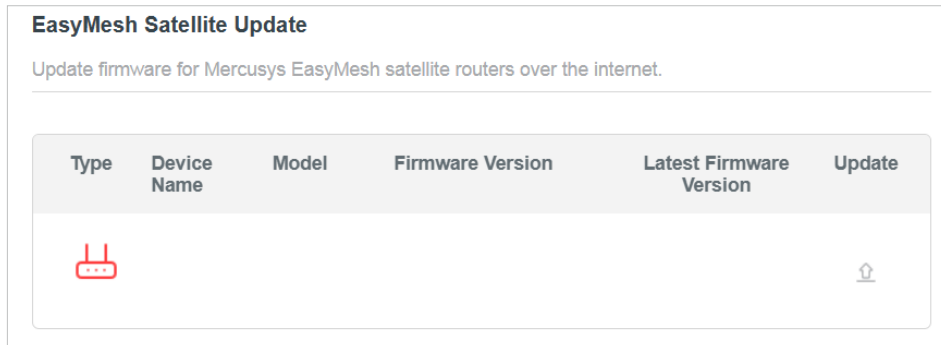 EasyMesh Satellite Update
Update firmware for Mercusys EasyMesh satellite routers over the internet.
Type Device Name Model Firmware Version Latest Firmware Version Update